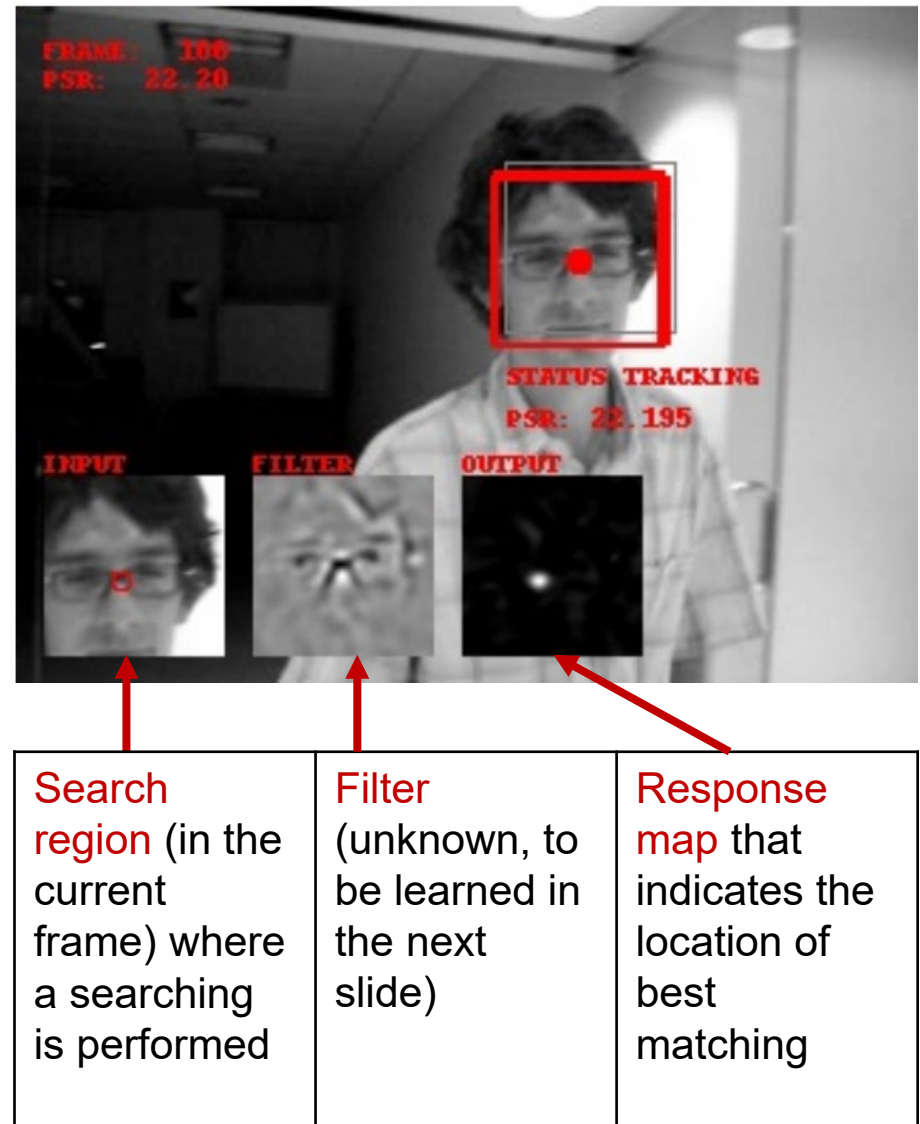 FRAME: 100
PSR: 22.20
STATUS TRACKING
PSR: 22.195
INPUT
FILTER
OUTPUT
Search
region (in the
current
frame) where
a searching
is performed
Filter
(unknown, to
be learned in
the next
slide)
Response
map that
indicates the
location of
best
matching